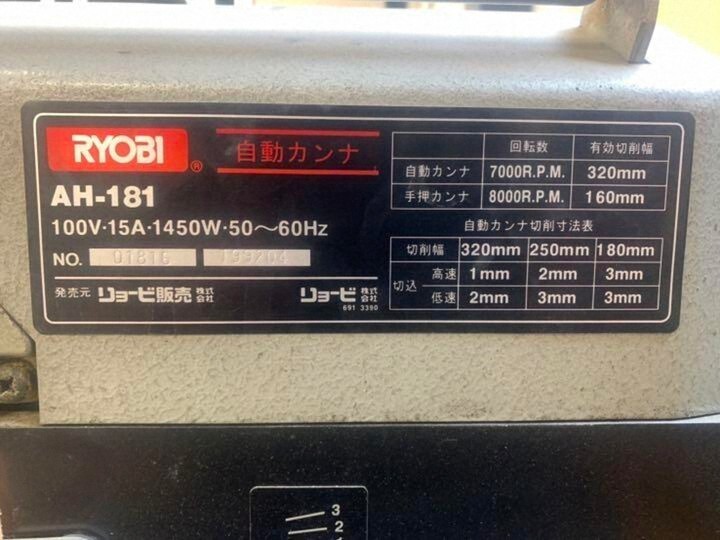 RYOBI®
自動カンナ
AH-181
100V・15A・1450W・50〜60Hz
NO. 01816 199204
発売元 リョービ販売株式会社 リョービ株式会社
691 3390
回転数 有効切削幅
自動カンナ 7000R.P.M. 320mm
手押カンナ 8000R.P.M. 160mm
自動カンナ切削寸法表
切削幅 320mm 250mm 180mm
切込 高速 1mm 2mm 3mm
低速 2mm 3mm 3mm
3
2